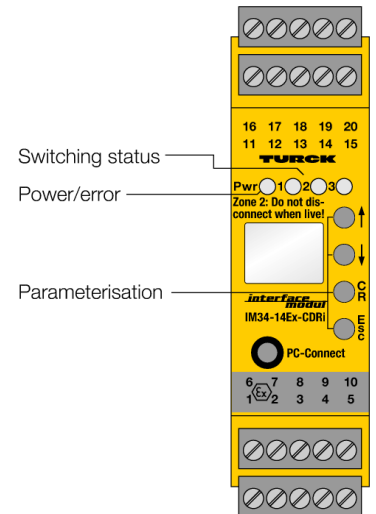 16 17 18 19 20
11 12 13 14 15
TURCK
Switching status
Pwr 1 2 3
Power/error
Zone 2: Do not dis-
connect when live!
Parameterisation
C
R
interface
modul
IM34-14Ex-CDRi
E
s
c
PC-Connect
6 7 8 9 10
Ex
1 2 3 4 5